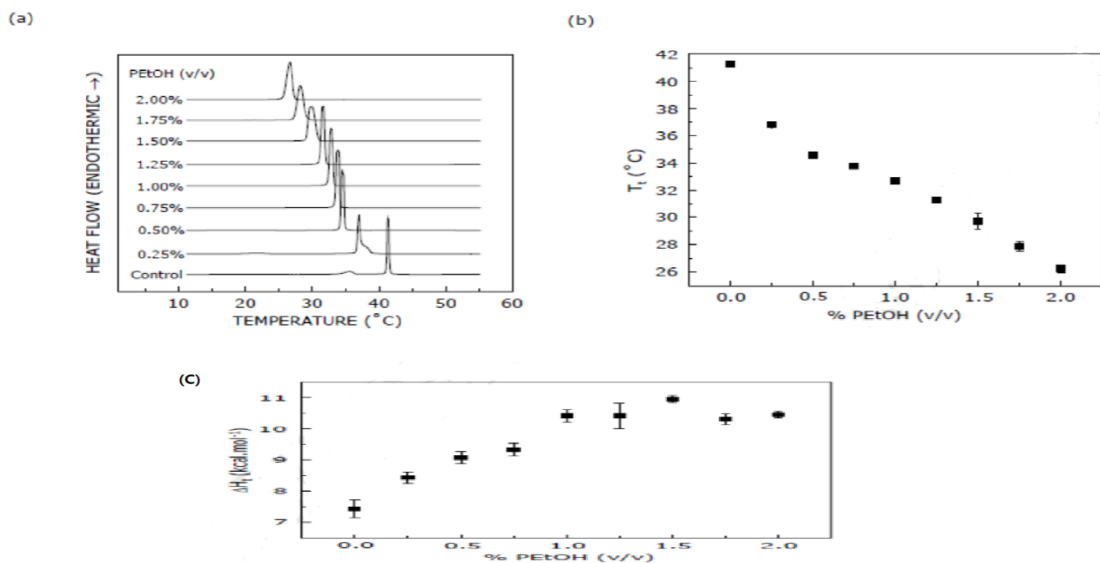 (a)
HEAT FLOW (ENDOTHERMIC →)
PEtOH (v/v)
2.00%
1.75%
1.50%
1.25%
1.00%
0.75%
0.50%
0.25%
Control
10 20 30 40 50 60
TEMPERATURE (°C)
(b)
T_t (°C)
42
40
38
36
34
32
30
28
26
0.0 0.5 1.0 1.5 2.0
% PEtOH (v/v)
(C)
ΔH_t (kcal.mol⁻¹)
11
10
9
8
7
0.0 0.5 1.0 1.5 2.0
% PEtOH (v/v)